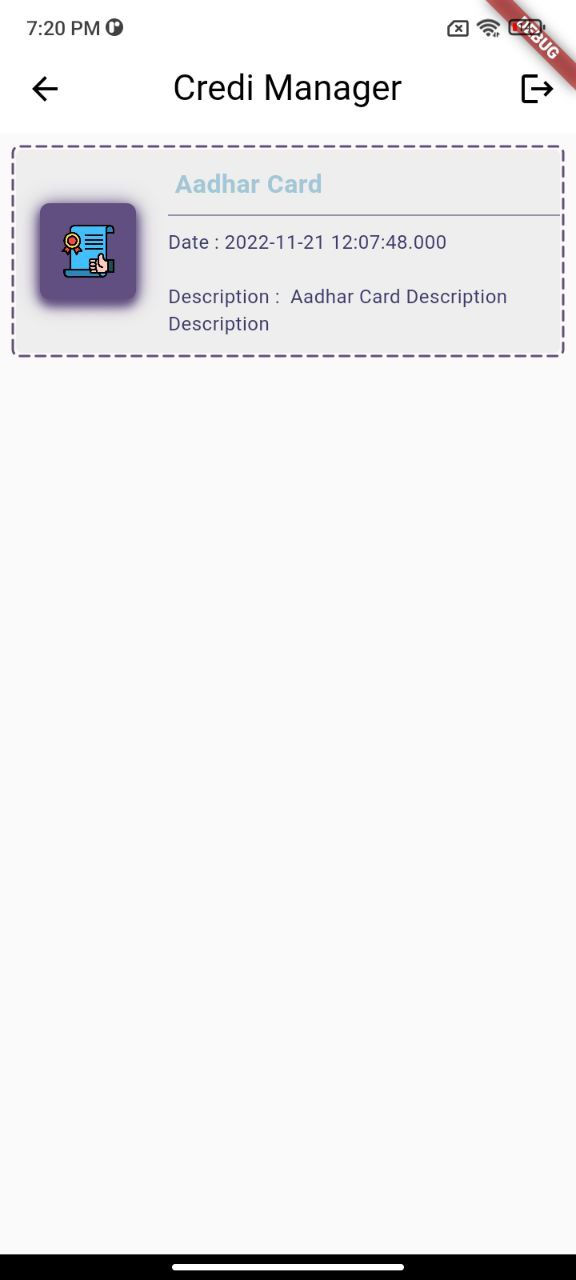 7:20 PM
DEBUG
Credi Manager
Aadhar Card
Date : 2022-11-21 12:07:48.000
Description :  Aadhar Card Description
Description